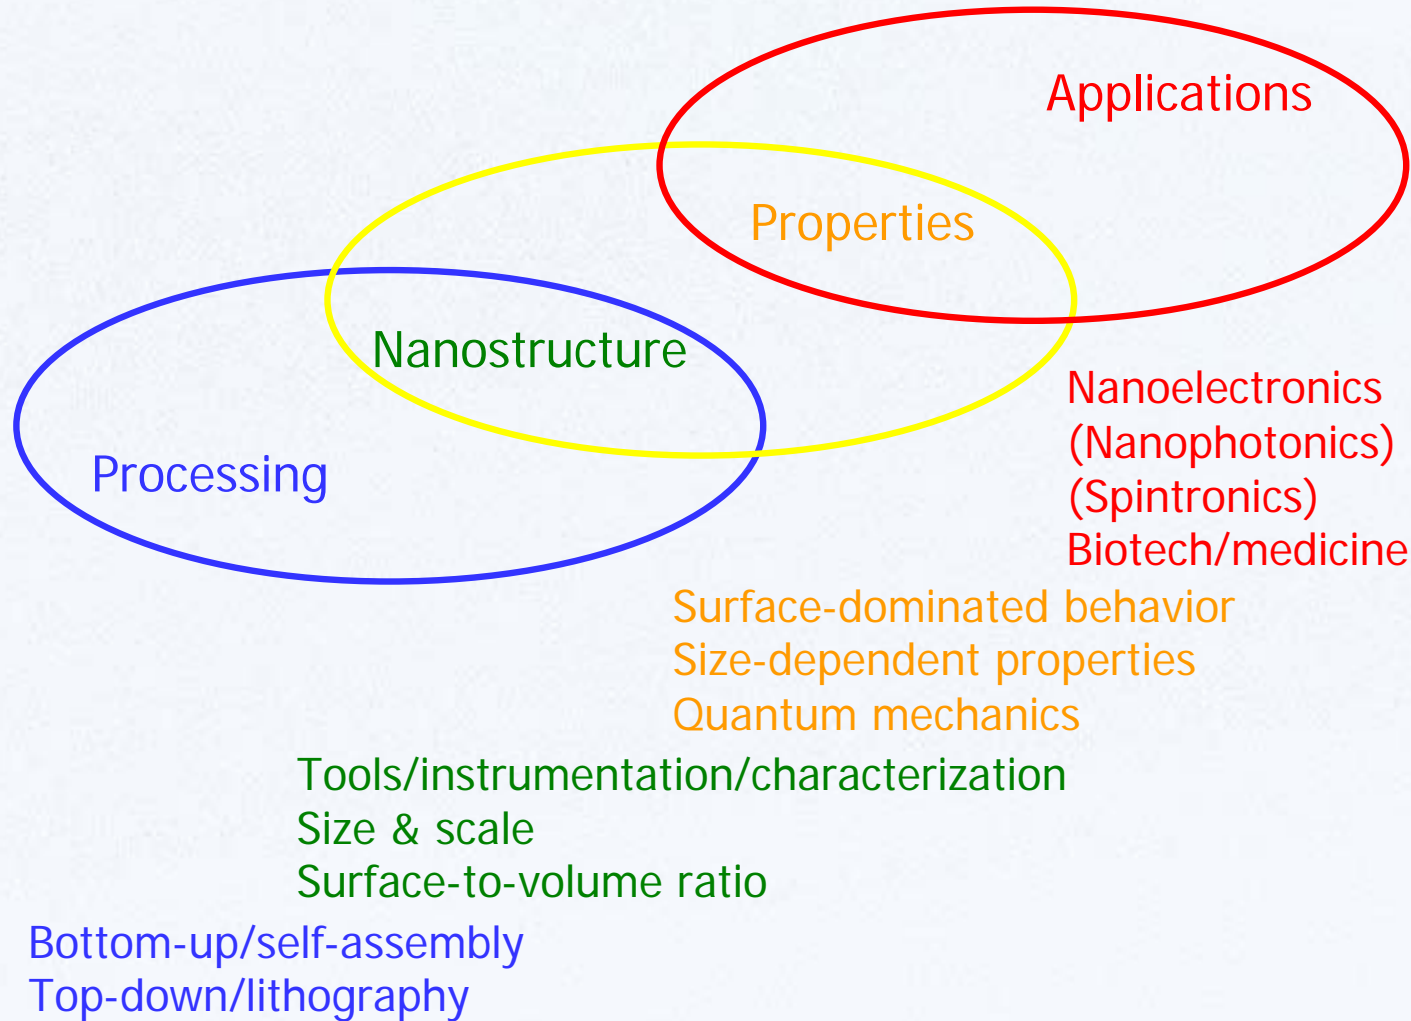 Applications
Properties
Nanostructure
Processing
Nanoelectronics
(Nanophotonics)
(Spintronics)
Biotech/medicine
Surface-dominated behavior
Size-dependent properties
Quantum mechanics
Tools/instrumentation/characterization
Size & scale
Surface-to-volume ratio
Bottom-up/self-assembly
Top-down/lithography